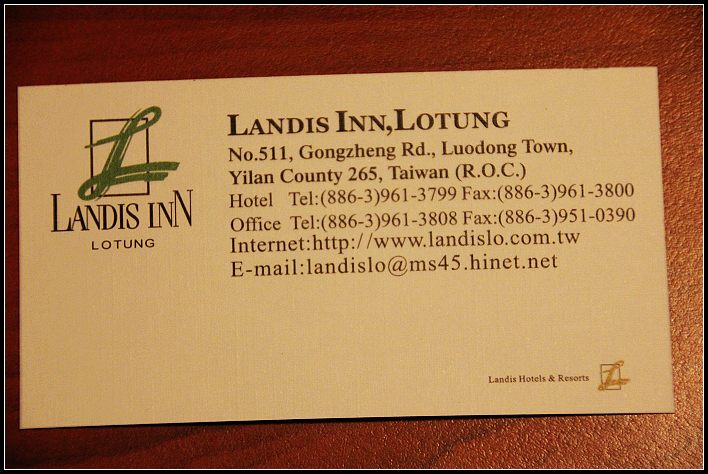 LANDIS INN
LOTUNG
LANDIS INN,LOTUNG
No.511, Gongzheng Rd., Luodong Town,
Yilan County 265, Taiwan (R.O.C.)
Hotel Tel:(886-3)961-3799 Fax:(886-3)961-3800
Office Tel:(886-3)961-3808 Fax:(886-3)951-0390
Internet:http://www.landislo.com.tw
E-mail:landislo@ms45.hinet.net
Landis Hotels & Resorts